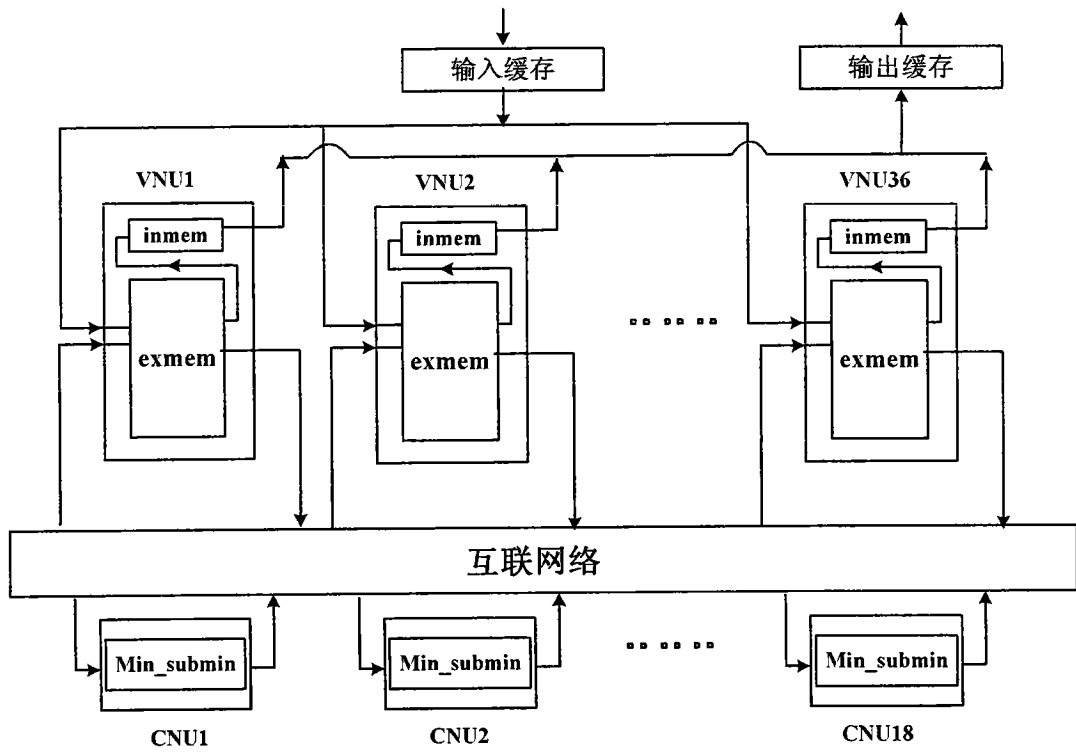 输入缓存
输出缓存
VNU1
VNU2
VNU36
inmem
inmem
inmem
exmem
exmem
exmem
互联网络
Min_submin
Min_submin
Min_submin
CNU1
CNU2
CNU18